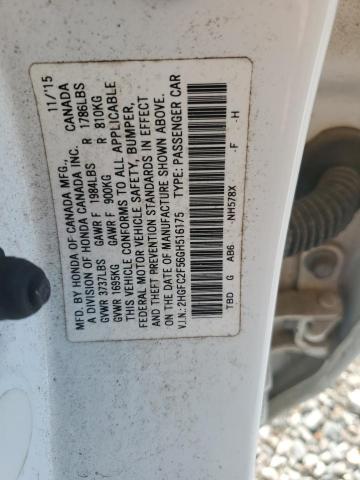 11/15
MFD. BY HONDA OF CANADA MFG., CANADA
A DIVISION OF HONDA CANADA INC.
GVWR 3737LBS GAWR F 1984LBS R 1786LBS
GVWR 1695KG GAWR F 900KG R 810KG
THIS VEHICLE CONFORMS TO ALL APPLICABLE
FEDERAL MOTOR VEHICLE SAFETY, BUMPER,
AND THEFT PREVENTION STANDARDS IN EFFECT
ON THE DATE OF MANUFACTURE SHOWN ABOVE.
V.I.N.:2HGFC2F56GH516175 TYPE: PASSENGER CAR
TBD G AB6 NH578X -F -H